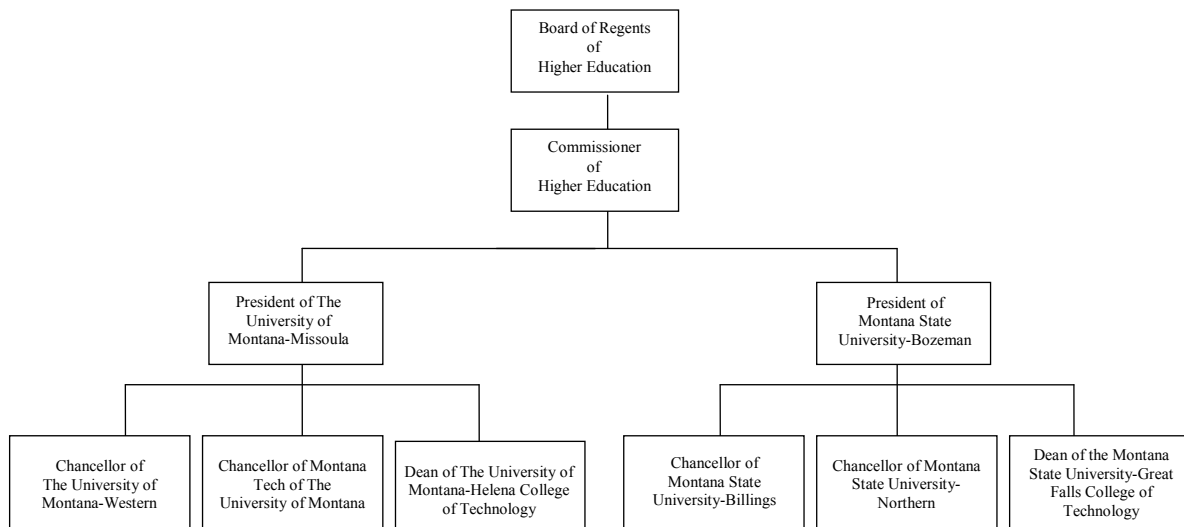 Board of Regents
of
Higher Education
Commissioner
of
Higher Education
President of The
University of
Montana-Missoula
President of
Montana State
University-Bozeman
Chancellor of
The University of
Montana-Western
Chancellor of Montana
Tech of The
University of Montana
Dean of The University of
Montana-Helena College
of Technology
Chancellor of
Montana State
University-Billings
Chancellor of Montana
State University-
Northern
Dean of the Montana
State University-Great
Falls College of
Technology